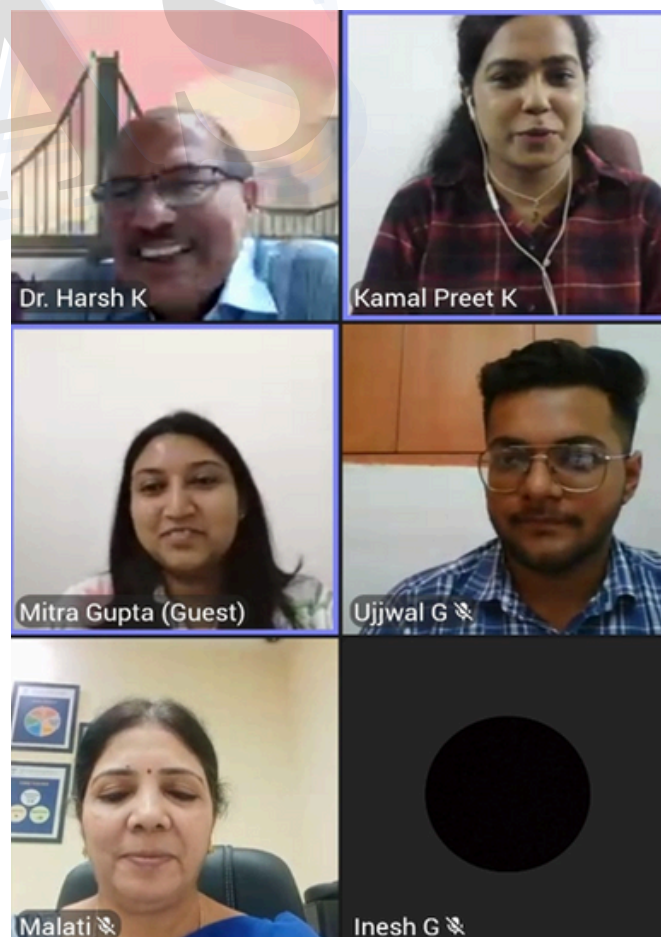 Dr. Harsh K
Kamal Preet K
Mitra Gupta (Guest)
Ujjwal G
Malati
Inesh G